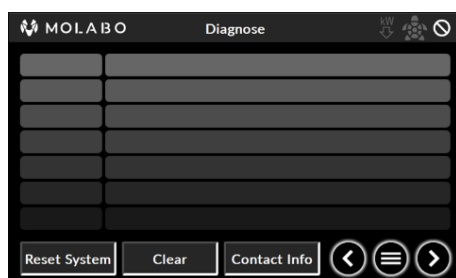 MOLABO
Diagnose
kW
Reset System
Clear
Contact Info